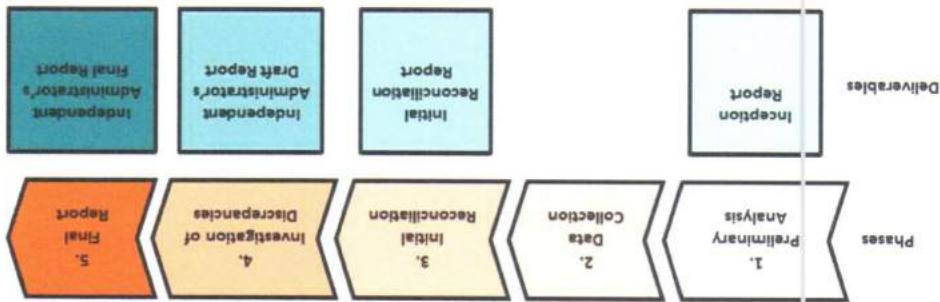 Phases
1.
Preliminary
Analysis
2.
Data
Collection
3.
Initial
Reconciliation
4.
Investigation of
Discrepancies
5.
Final
Report
Deliverables
Inception
Report
Initial
Reconciliation
Report
Independent
Administrator's
Draft Report
Independent
Administrator's
Final Report